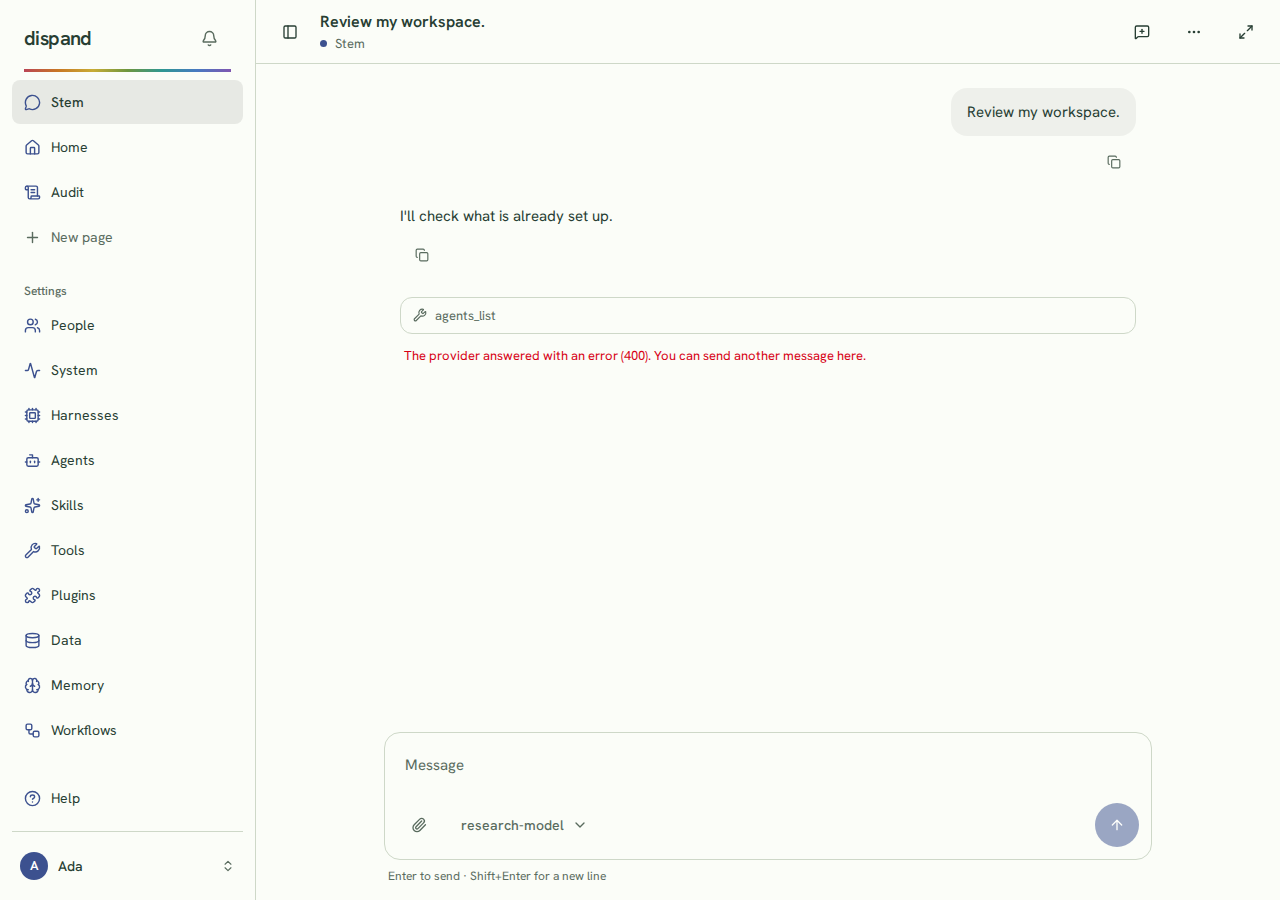 dispand
Stem
Home
Audit
New page
Settings
People
System
Harnesses
Agents
Skills
Tools
Plugins
Data
Memory
Workflows
Help
A
Ada
Review my workspace.
Stem
Review my workspace.
I'll check what is already set up.
agents_list
The provider answered with an error (400). You can send another message here.
Message
research-model
Enter to send · Shift+Enter for a new line